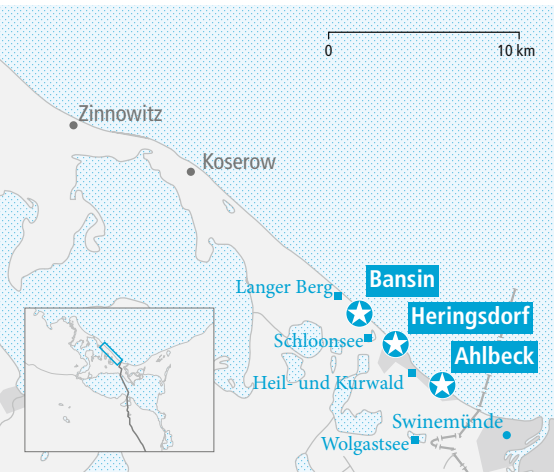 0 10 km
Zinnowitz
Koserow
Bansin
Langer Berg
Heringsdorf
Schloonsee
Ahlbeck
Heil- und Kurwald
Swinemünde
Wolgastsee